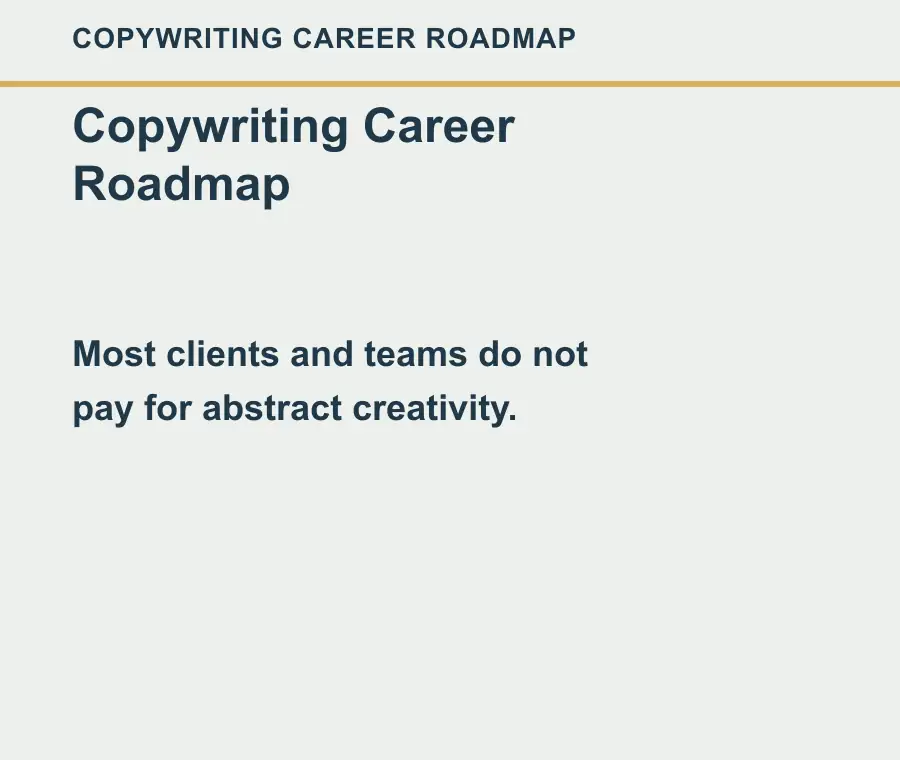 COPYWRITING CAREER ROADMAP
Copywriting Career
Roadmap
Most clients and teams do not
pay for abstract creativity.